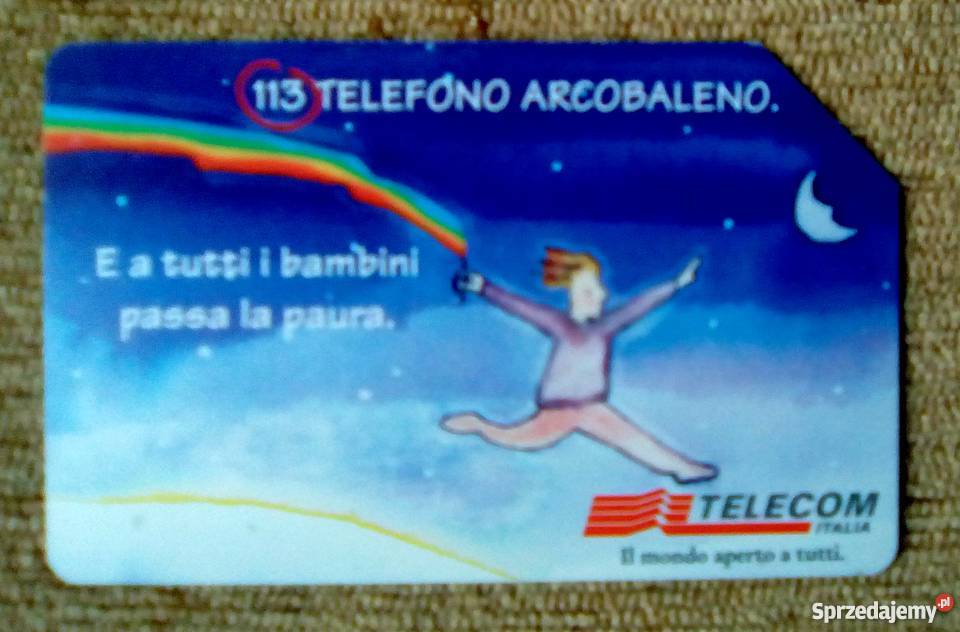 113 TELEFONO ARCOBALENO.
E a tutti i bambini
passa la paura.
TELECOM
ITALIA
Il mondo aperto a tutti.
Sprzedajemy.pl